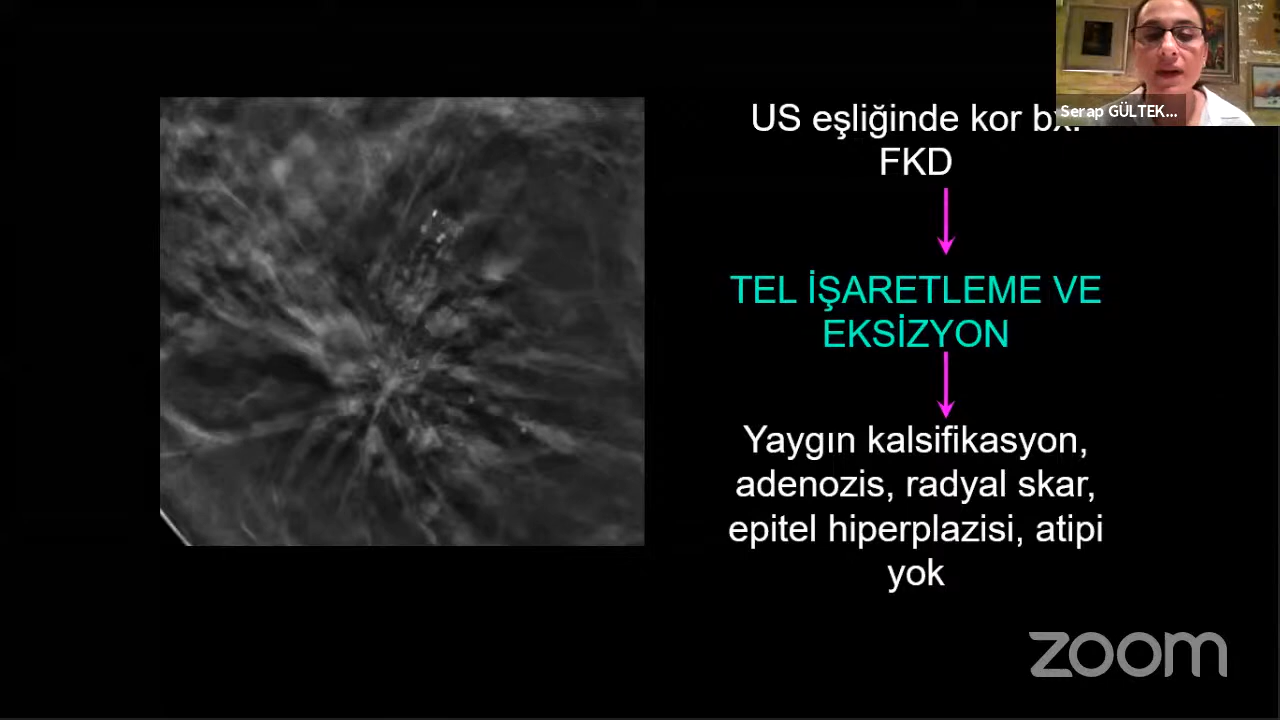 US eşliğinde kor bx.
FKD
TEL İŞARETLEME VE
EKSİZYON
Yaygın kalsifikasyon,
adenozis, radyal skar,
epitel hiperplazisi, atipi
yok
Serap GÜLTEK...
zoom